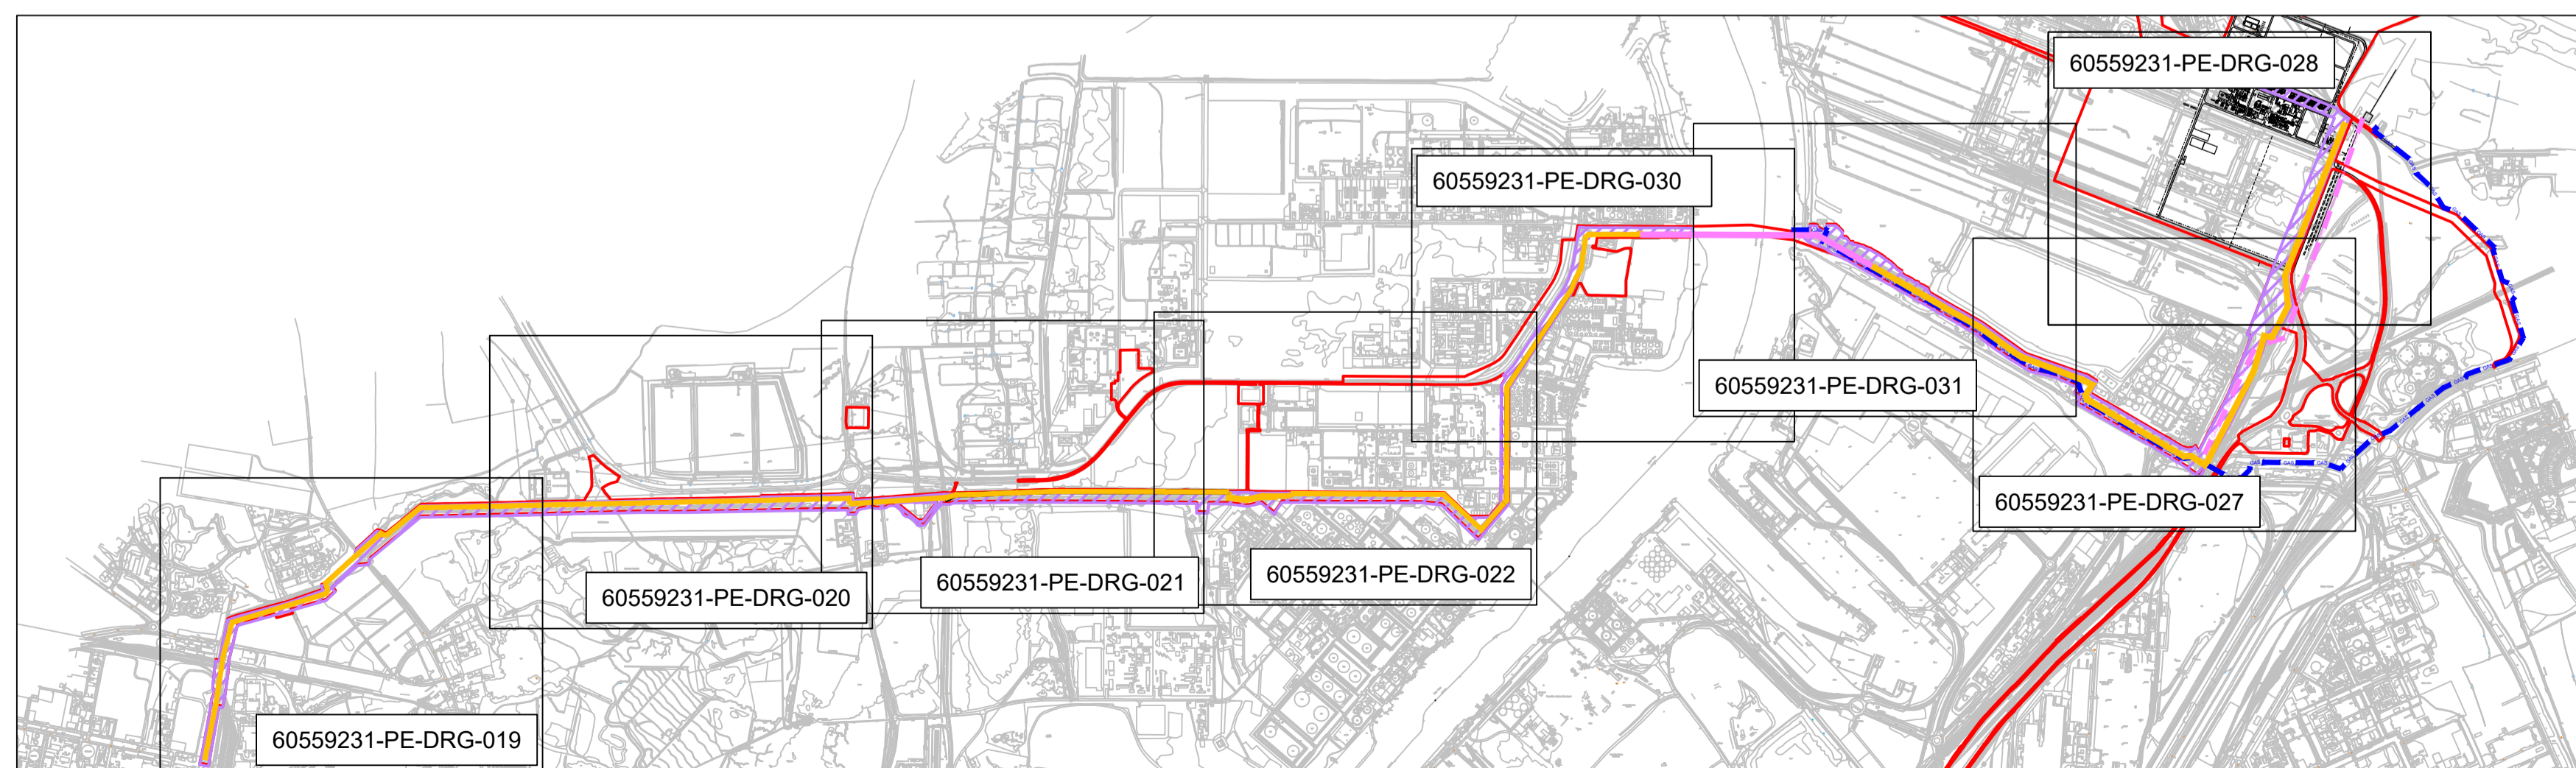 60559231-PE-DRG-028
60559231-PE-DRG-030
60559231-PE-DRG-031
60559231-PE-DRG-027
60559231-PE-DRG-022
60559231-PE-DRG-021
60559231-PE-DRG-020
60559231-PE-DRG-019